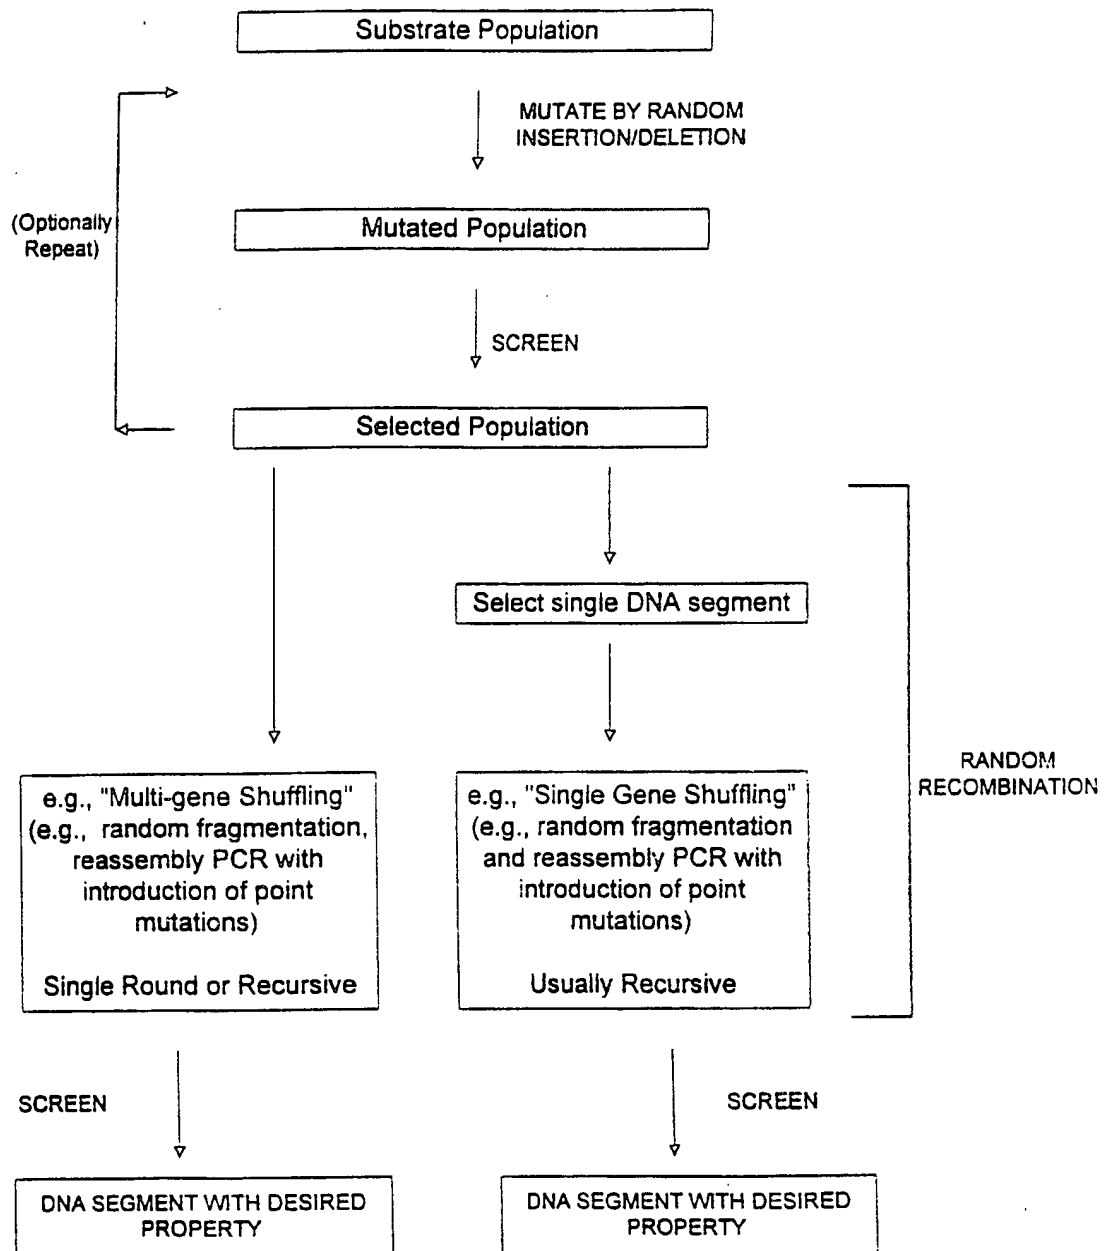 Substrate Population
MUTATE BY RANDOM
INSERTION/DELETION
(Optionally
Repeat)
Mutated Population
SCREEN
Selected Population
Select single DNA segment
e.g., "Multi-gene Shuffling"
(e.g., random fragmentation,
reassembly PCR with
introduction of point
mutations)
Single Round or Recursive
e.g., "Single Gene Shuffling"
(e.g., random fragmentation
and reassembly PCR with
introduction of point
mutations)
Usually Recursive
RANDOM
RECOMBINATION
SCREEN
SCREEN
DNA SEGMENT WITH DESIRED
PROPERTY
DNA SEGMENT WITH DESIRED
PROPERTY